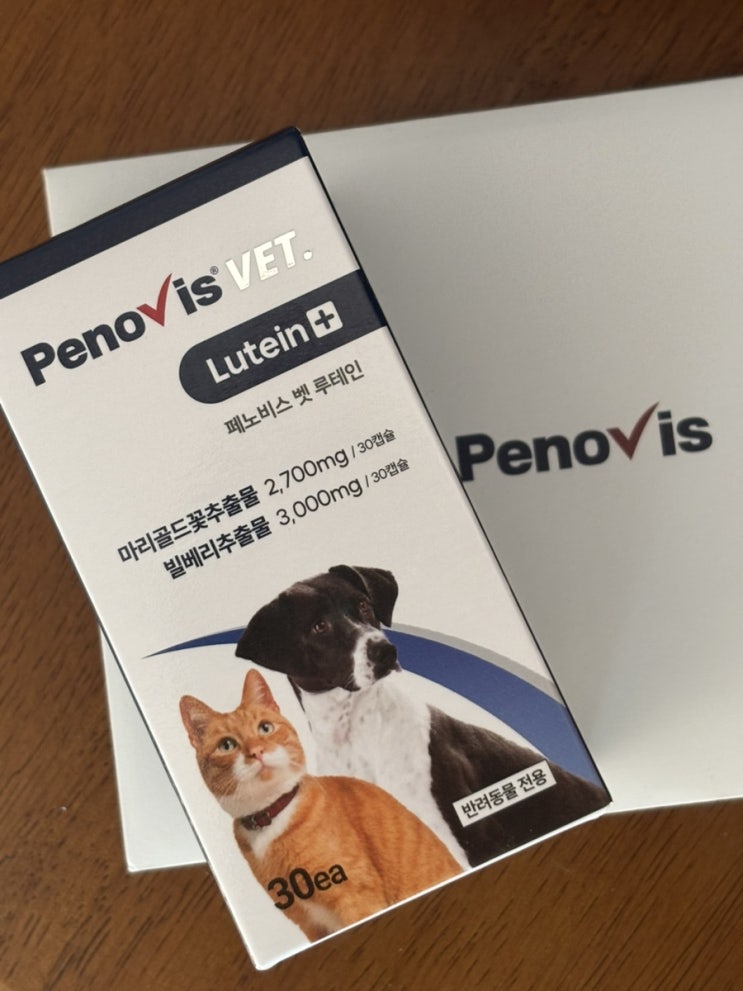 Penovis® VET.
Lutein+
페노비스 벳 루테인
마리골드꽃추출물 2,700mg / 30캡슐
빌베리추출물 3,000mg / 30캡슐
반려동물 전용
30ea
Penovis